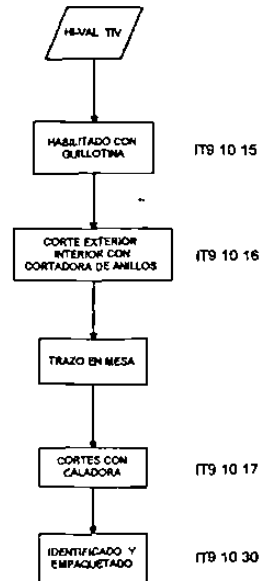 HI-VAL TIV
HABILITADO CON
GUILLOTINA
IT9 10 15
CORTE EXTERIOR
INTERIOR CON
CORTADORA DE ANILLOS
IT9 10 16
TRAZO EN MESA
CORTES CON
CALADORA
IT9 10 17
IDENTIFICADO Y
EMPAQUETADO
IT9 10 30